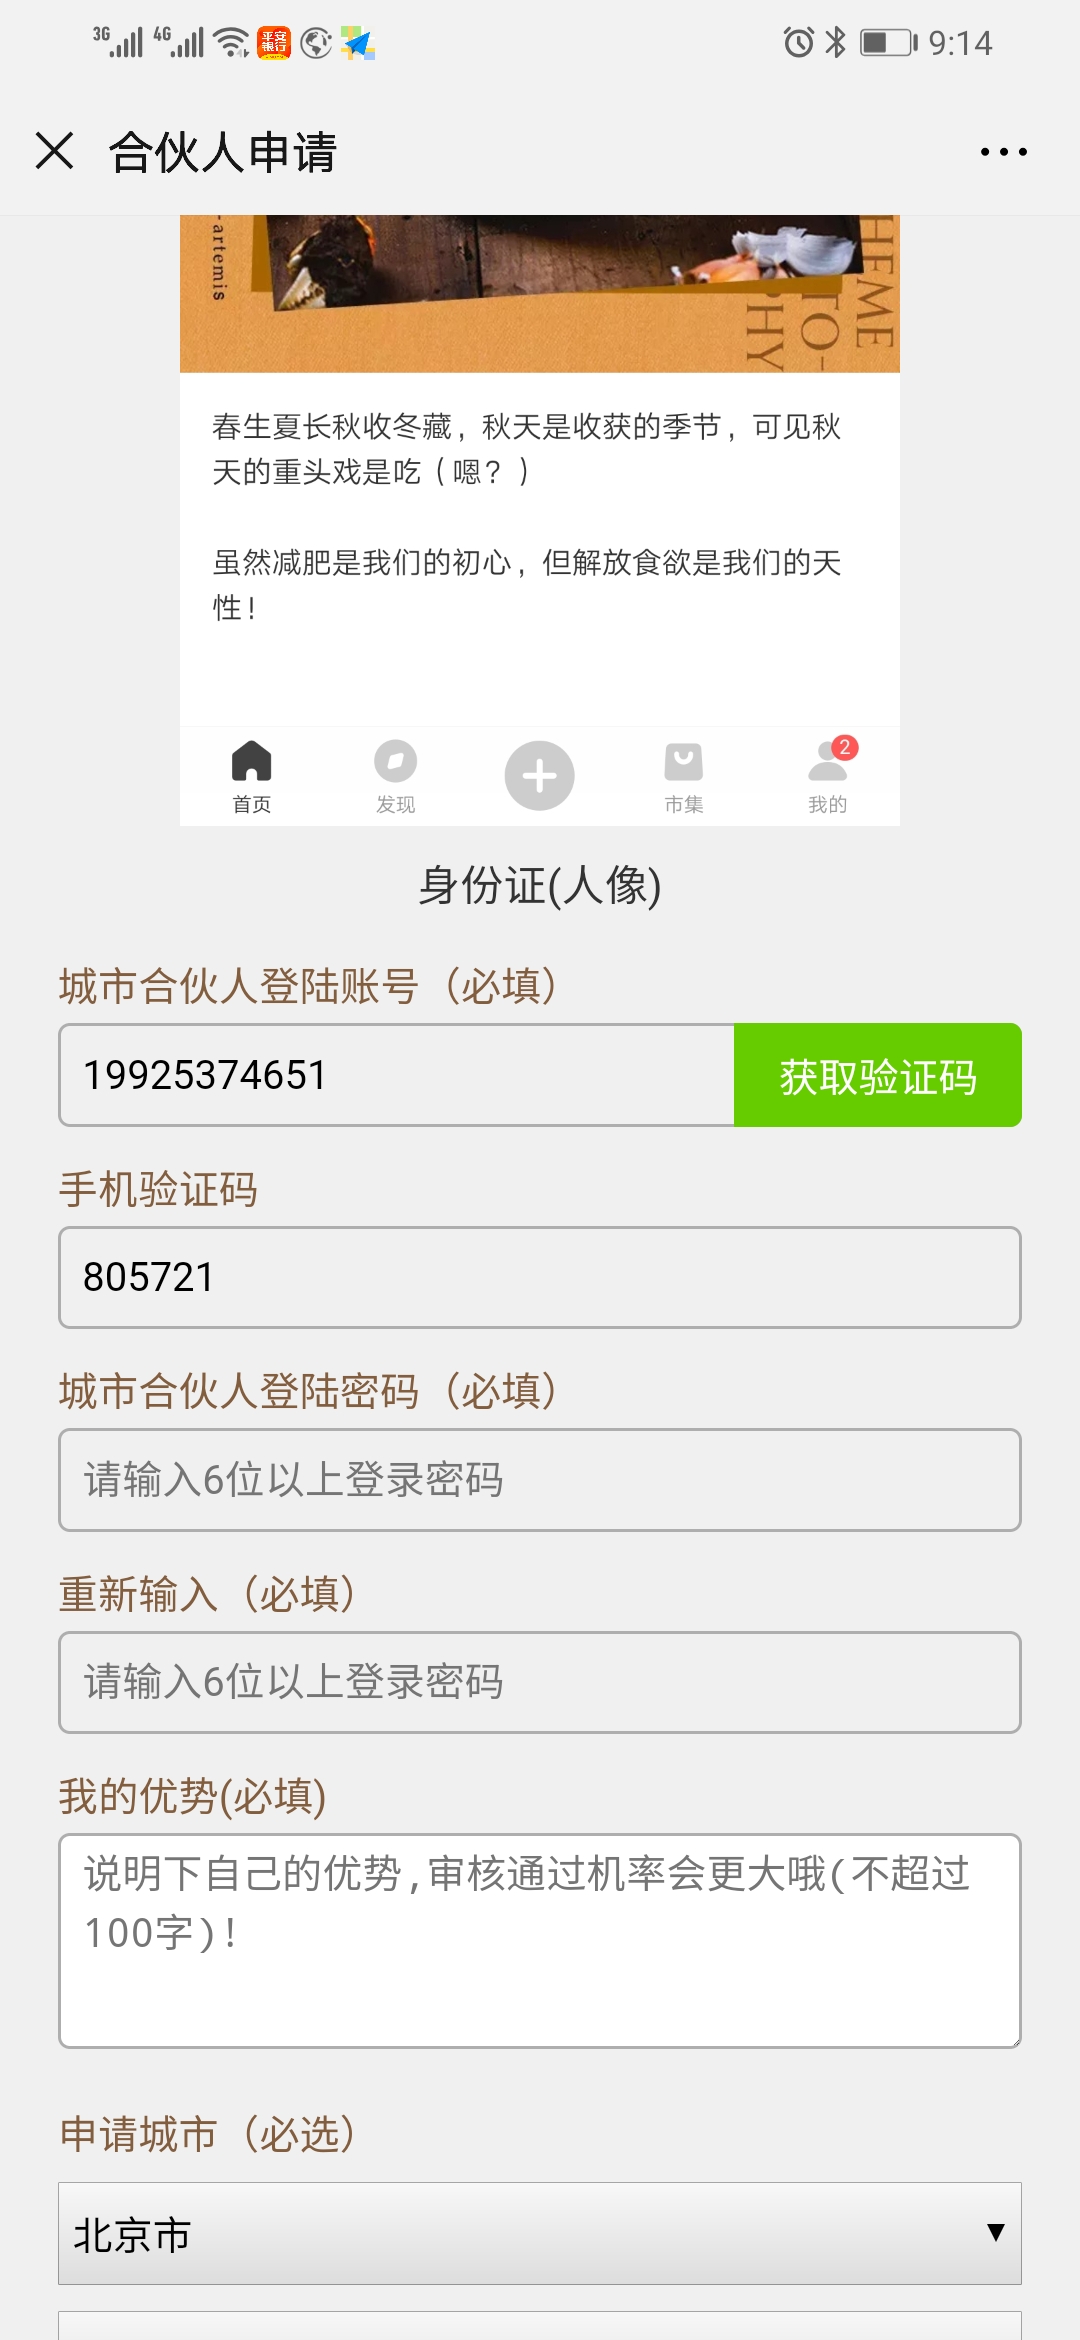 3G 4G 平安银行 9:14
合伙人申请
-artemis
HEME
TO-
PHY
春生夏长秋收冬藏，秋天是收获的季节，可见秋
天的重头戏是吃（嗯？）
虽然减肥是我们的初心，但解放食欲是我们的天
性！
2
首页 发现 市集 我的
身份证(人像)
城市合伙人登陆账号（必填）
19925374651 获取验证码
手机验证码
805721
城市合伙人登陆密码（必填）
请输入6位以上登录密码
重新输入（必填）
请输入6位以上登录密码
我的优势(必填)
说明下自己的优势,审核通过机率会更大哦(不超过
100字)!
申请城市（必选）
北京市